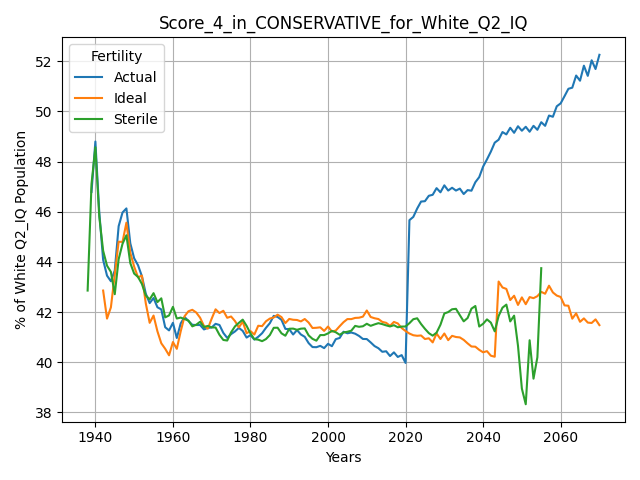 Score_4_in_CONSERVATIVE_for_White_Q2_IQ
Fertility
Actual
Ideal
Sterile
% of White Q2_IQ Population
52
50
48
46
44
42
40
38
1940
1960
1980
2000
2020
2040
2060
Years